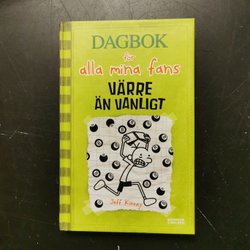 DAGBOK
för
alla mina fans
VÄRRE
ÄN VANLIGT
Jeff Kinney